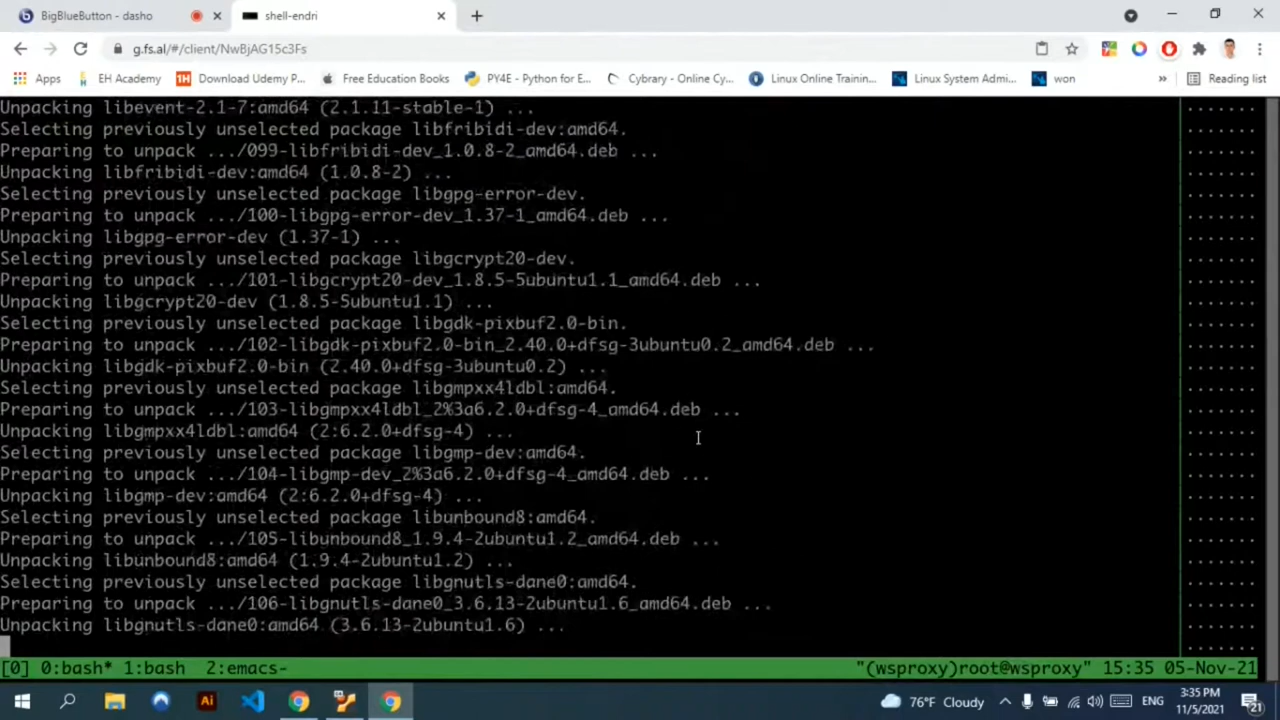 BigBlueButton - dasho
shell-endri
g.fs.al/#/client/NwBjAG15c3Fs
Apps
EH Academy
Download Udemy P...
Free Education Books
PY4E - Python for E...
Cybrary - Online Cy...
Linux Online Trainin...
Linux System Admi...
won
»
Reading list
Unpacking libevent-2.1-7:amd64 (2.1.11-stable-1) ...
Selecting previously unselected package libfribidi-dev:amd64.
Preparing to unpack .../099-libfribidi-dev_1.0.8-2_amd64.deb ...
Unpacking libfribidi-dev:amd64 (1.0.8-2) ...
Selecting previously unselected package libgpg-error-dev.
Preparing to unpack .../100-libgpg-error-dev_1.37-1_amd64.deb ...
Unpacking libgpg-error-dev (1.37-1) ...
Selecting previously unselected package libgcrypt20-dev.
Preparing to unpack .../101-libgcrypt20-dev_1.8.5-5ubuntu1.1_amd64.deb ...
Unpacking libgcrypt20-dev (1.8.5-5ubuntu1.1) ...
Selecting previously unselected package libgdk-pixbuf2.0-bin.
Preparing to unpack .../102-libgdk-pixbuf2.0-bin_2.40.0+dfsg-3ubuntu0.2_amd64.deb ...
Unpacking libgdk-pixbuf2.0-bin (2.40.0+dfsg-3ubuntu0.2) ...
Selecting previously unselected package libgmpxx4ldbl:amd64.
Preparing to unpack .../103-libgmpxx4ldbl_2%3a6.2.0+dfsg-4_amd64.deb ...
Unpacking libgmpxx4ldbl:amd64 (2:6.2.0+dfsg-4) ...
Selecting previously unselected package libgmp-dev:amd64.
Preparing to unpack .../104-libgmp-dev_2%3a6.2.0+dfsg-4_amd64.deb ...
Unpacking libgmp-dev:amd64 (2:6.2.0+dfsg-4) ...
Selecting previously unselected package libunbound8:amd64.
Preparing to unpack .../105-libunbound8_1.9.4-2ubuntu1.2_amd64.deb ...
Unpacking libunbound8:amd64 (1.9.4-2ubuntu1.2) ...
Selecting previously unselected package libgnutls-dane0:amd64.
Preparing to unpack .../106-libgnutls-dane0_3.6.13-2ubuntu1.6_amd64.deb ...
Unpacking libgnutls-dane0:amd64 (3.6.13-2ubuntu1.6) ...
[0] 0:bash* 1:bash  2:emacs- "(wsproxy)root@wsproxy" 15:35 05-Nov-21
76°F Cloudy
ENG
3:35 PM
11/5/2021
21